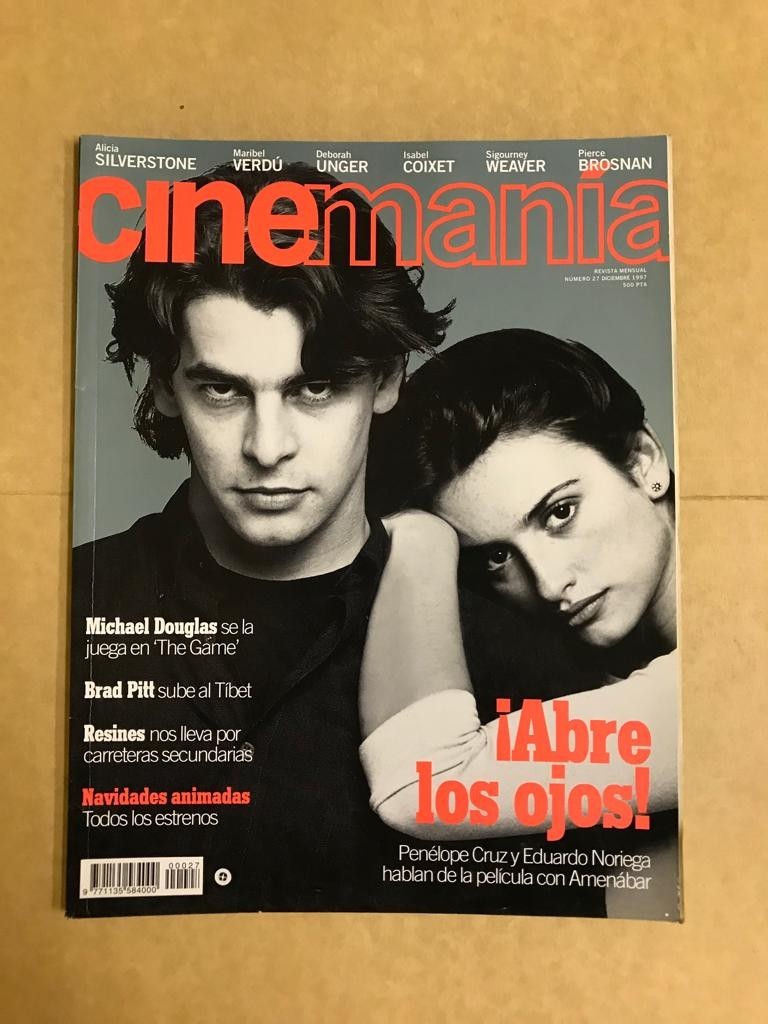 Alicia
SILVERSTONE
Maribel
VERDÚ
Deborah
UNGER
Isabel
COIXET
Sigourney
WEAVER
Pierce
BROSNAN
cinemanía
REVISTA MENSUAL
NÚMERO 27 DICIEMBRE 1997
500 PTA
Michael Douglas se la
juega en ‘The Game’
Brad Pitt sube al Tíbet
Resines nos lleva por
carreteras secundarias
Navidades animadas
Todos los estrenos
¡Abre
los ojos!
Penélope Cruz y Eduardo Noriega
hablan de la película con Amenábar
00027
9 771135 584000